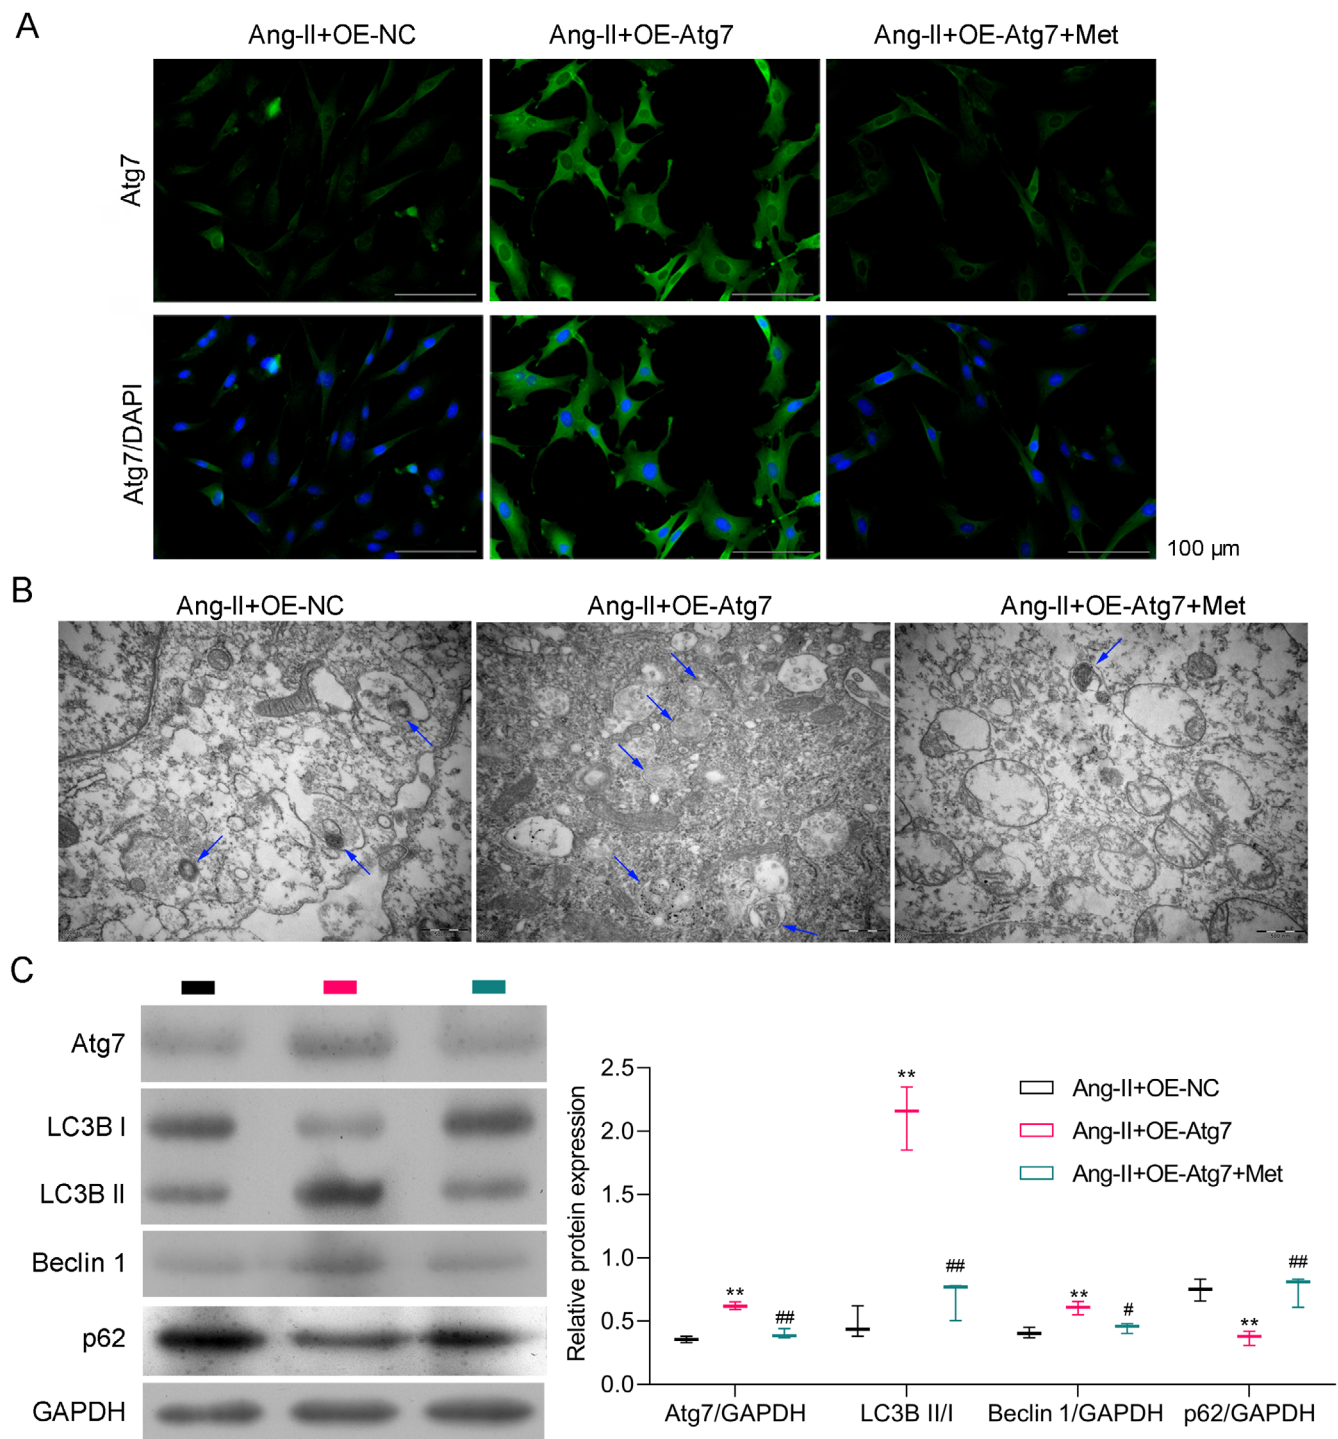 A
Ang-II+OE-NC
Ang-II+OE-Atg7
Ang-II+OE-Atg7+Met
Atg7
Atg7/DAPI
100 µm
B
Ang-II+OE-NC
Ang-II+OE-Atg7
Ang-II+OE-Atg7+Met
C
Atg7
LC3B I
LC3B II
Beclin 1
p62
GAPDH
Relative protein expression
2.5
2.0
1.5
1.0
0.5
0.0
**
##
**
##
**
#
**
##
Ang-II+OE-NC
Ang-II+OE-Atg7
Ang-II+OE-Atg7+Met
Atg7/GAPDH
LC3B II/I
Beclin 1/GAPDH
p62/GAPDH